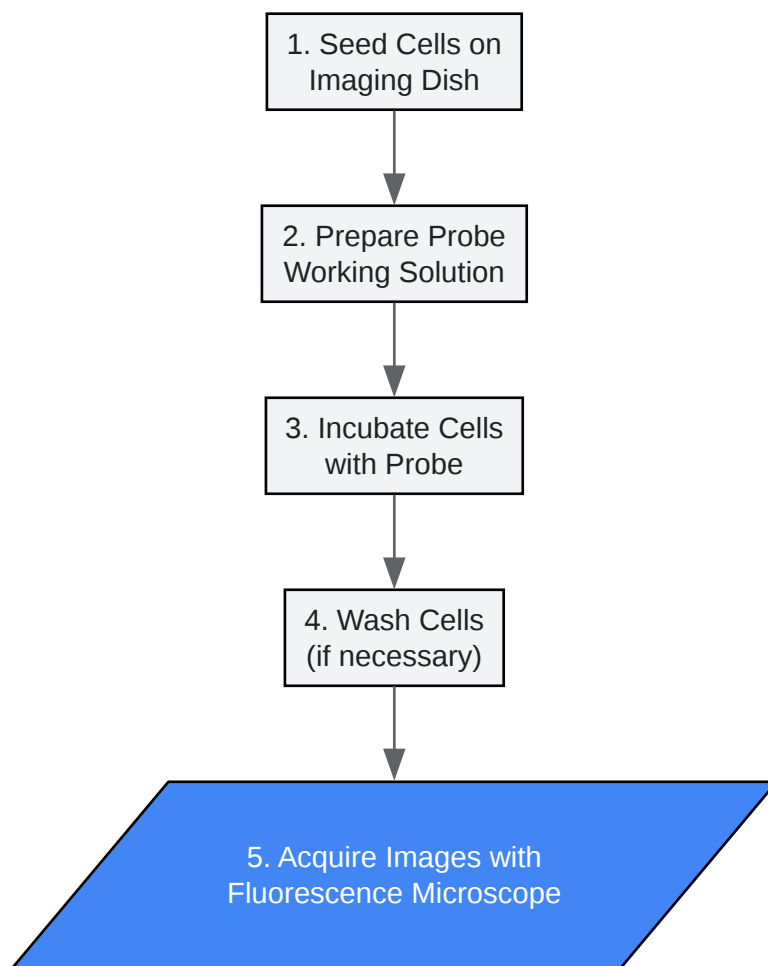 1. Seed Cells on
Imaging Dish
2. Prepare Probe
Working Solution
3. Incubate Cells
with Probe
4. Wash Cells
(if necessary)
5. Acquire Images with
Fluorescence Microscope